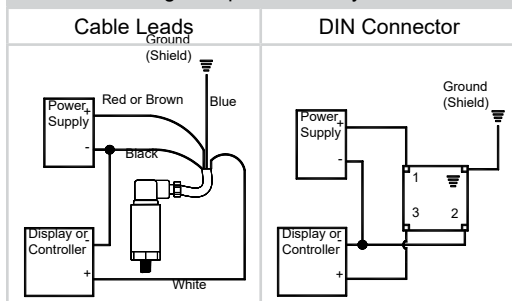 Cable Leads
Ground
(Shield)
Red or Brown
Blue
Power
Supply
+
-
Black
Display or
Controller
-
+
White
DIN Connector
Ground
(Shield)
Power
Supply
+
-
1
3
2
Display or
Controller
-
+